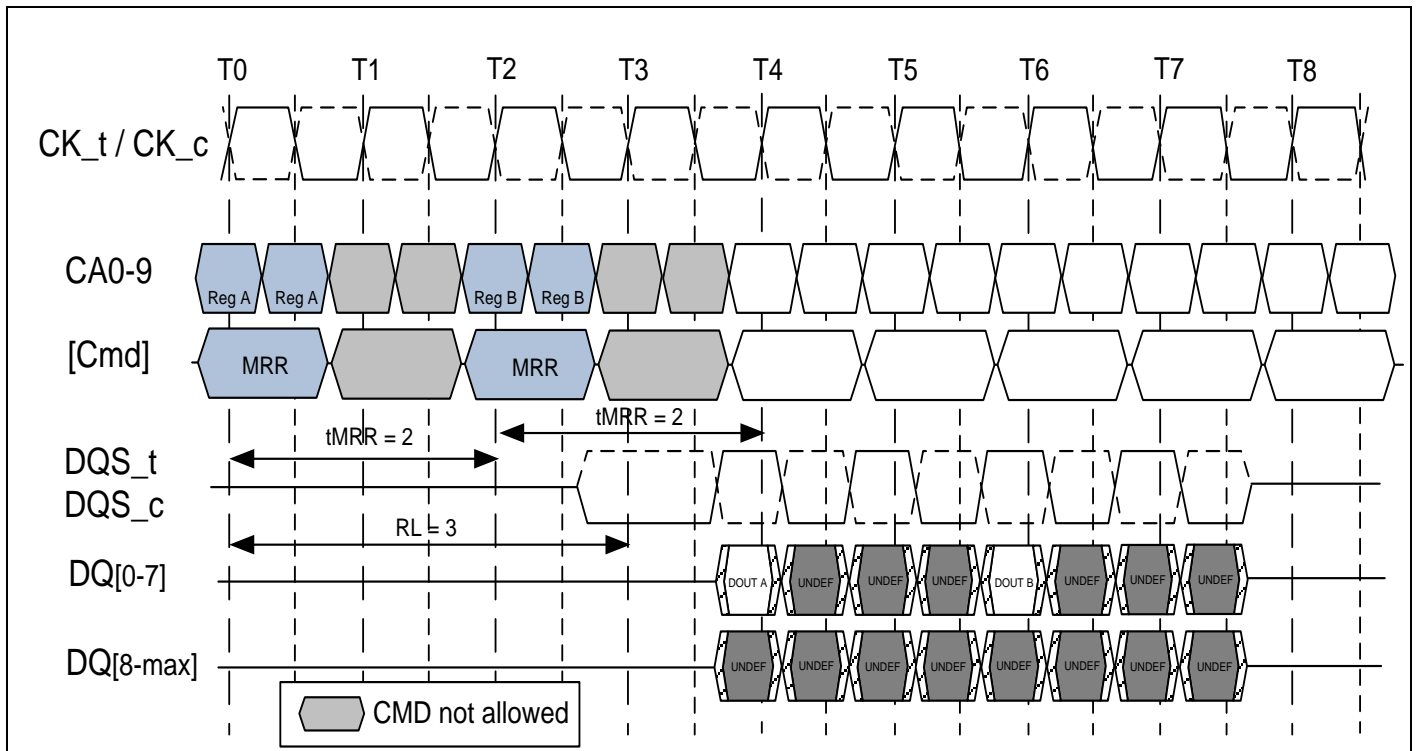 T0 T1 T2 T3 T4 T5 T6 T7 T8
CK_t / CK_c
CA0-9
Reg A Reg A Reg B Reg B
[Cmd]
MRR MRR
tMRR = 2
tMRR = 2
DQS_t
DQS_c
RL = 3
DQ[0-7]
DOUT A UNDEF UNDEF UNDEF DOUT B UNDEF UNDEF UNDEF
DQ[8-max]
UNDEF UNDEF UNDEF UNDEF UNDEF UNDEF UNDEF UNDEF
CMD not allowed